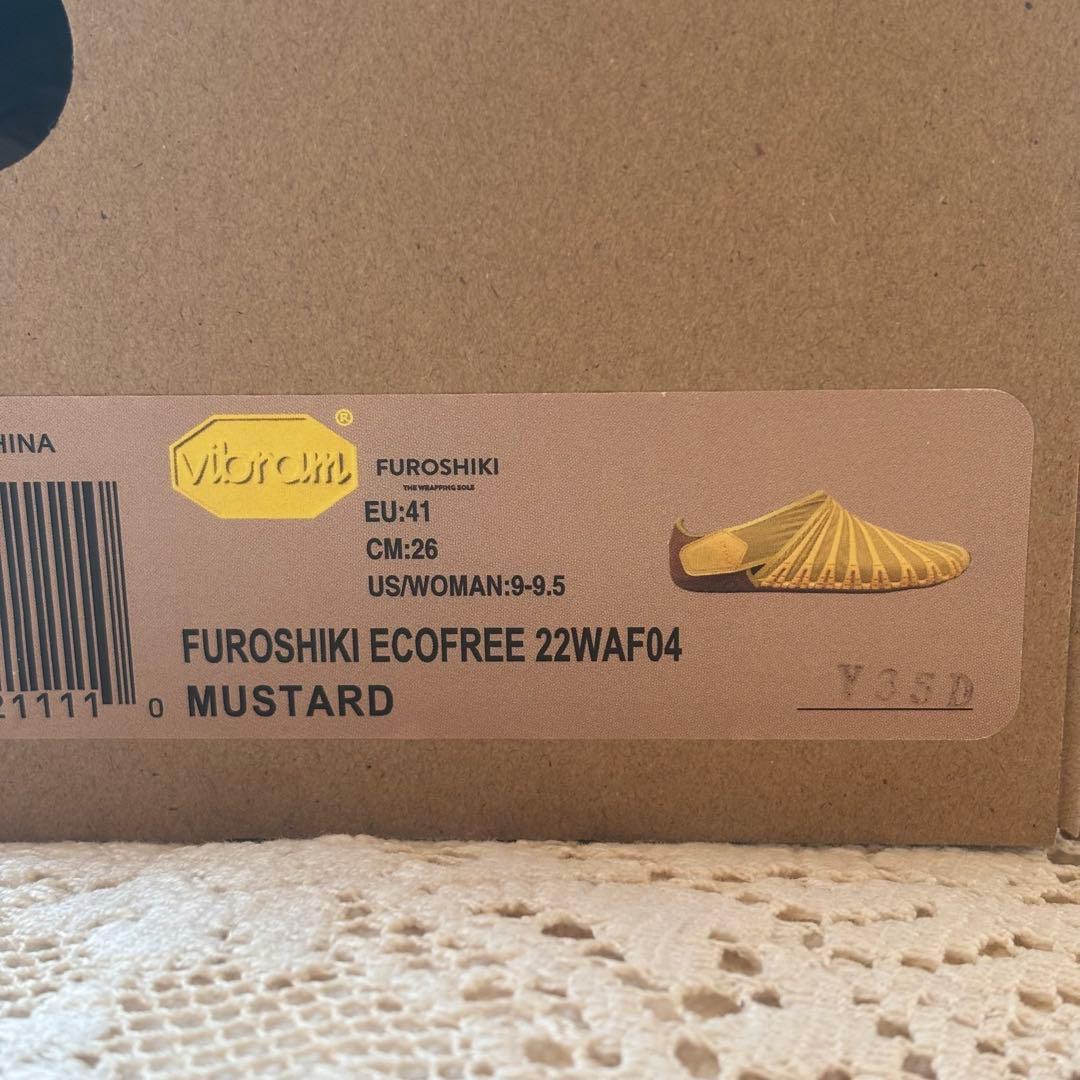 HINA
vibram®
FUROSHIKI
THE WRAPPING SOLE
EU:41
CM:26
US/WOMAN:9-9.5
FUROSHIKI ECOFREE 22WAF04
21111 0
MUSTARD
Y35D